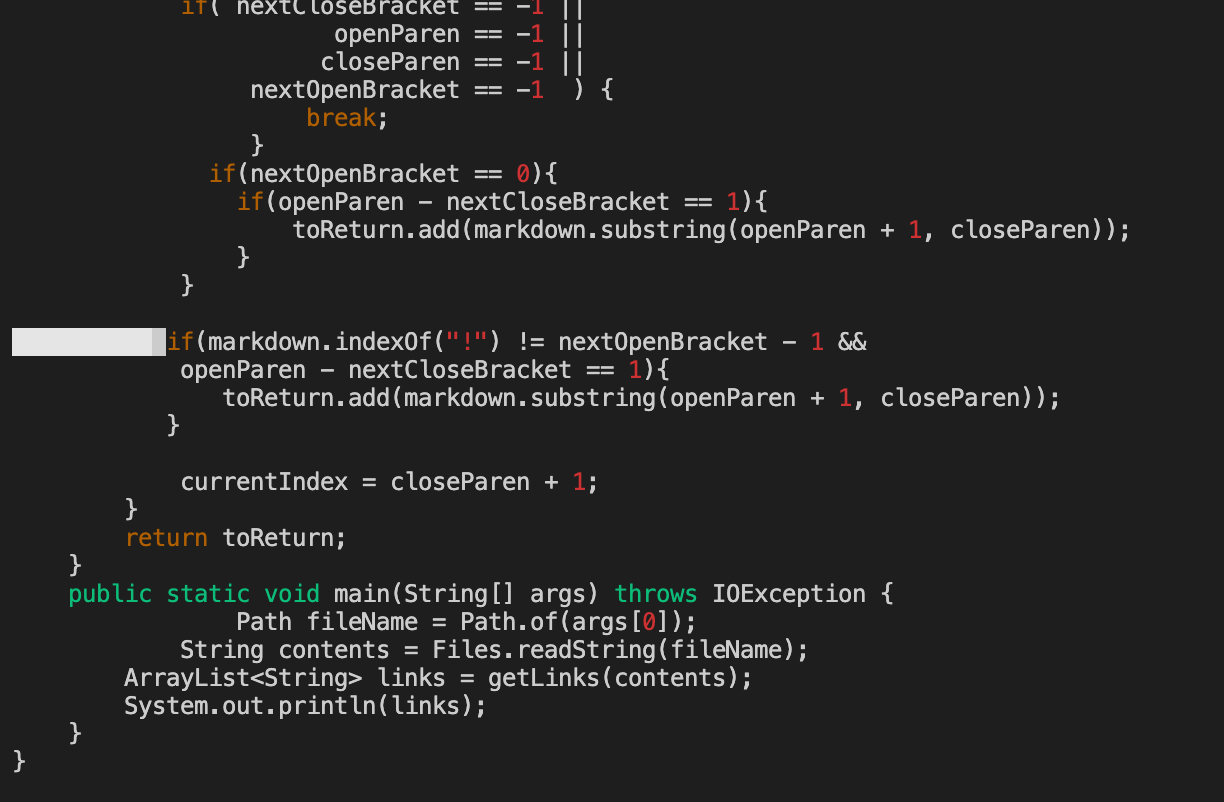 if( nextCloseBracket == -1 ||
openParen == -1 ||
closeParen == -1 ||
nextOpenBracket == -1  ) {
break;
}
if(nextOpenBracket == 0){
if(openParen - nextCloseBracket == 1){
toReturn.add(markdown.substring(openParen + 1, closeParen));
}
}
if(markdown.indexOf("!") != nextOpenBracket - 1 &&
openParen - nextCloseBracket == 1){
toReturn.add(markdown.substring(openParen + 1, closeParen));
}
currentIndex = closeParen + 1;
}
return toReturn;
}
public static void main(String[] args) throws IOException {
Path fileName = Path.of(args[0]);
String contents = Files.readString(fileName);
ArrayList<String> links = getLinks(contents);
System.out.println(links);
}
}